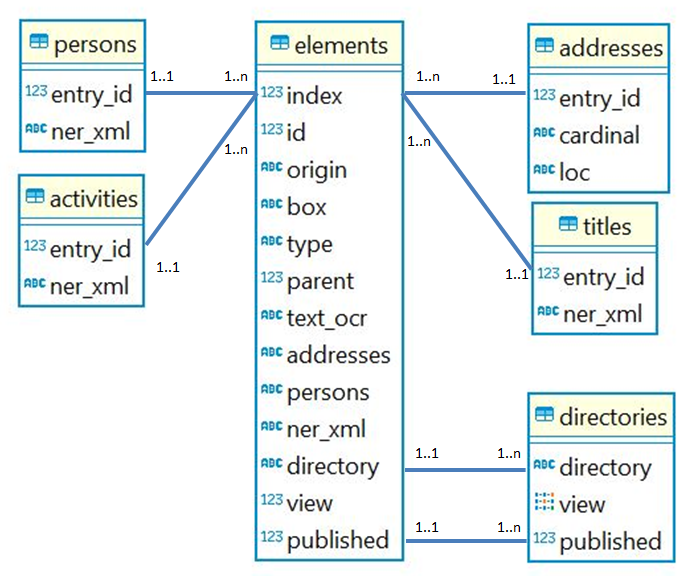 persons
123 entry_id
ABC ner_xml
1..1
1..n
activities
123 entry_id
ABC ner_xml
1..1
1..n
elements
123 index
123 id
ABC origin
ABC box
ABC type
123 parent
ABC text_ocr
ABC addresses
ABC persons
ABC ner_xml
ABC directory
123 view
123 published
1..n
1..1
addresses
123 entry_id
ABC cardinal
ABC loc
1..n
1..1
titles
123 entry_id
ABC ner_xml
1..1
1..n
1..1
1..n
directories
ABC directory
view
123 published